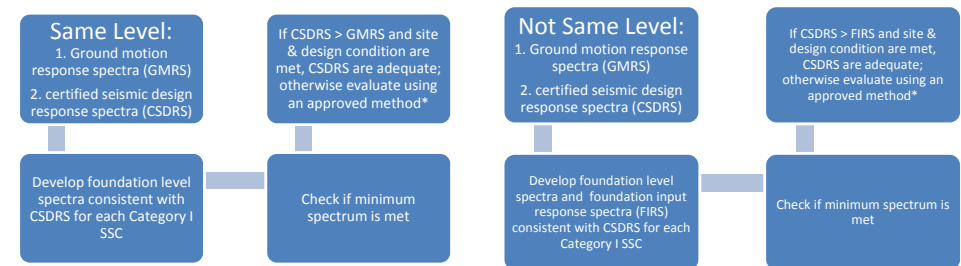 Same Level:
1. Ground motion
response spectra (GMRS)
2. certified seismic design
response spectra (CSDRS)
Develop foundation level
spectra consistent with
CSDRS for each Category I
SSC
Check if minimum
spectrum is met
If CSDRS > GMRS and site
& design condition are
met, CSDRS are adequate;
otherwise evaluate using
an approved method*
Not Same Level:
1. Ground motion response
spectra (GMRS)
2. certified seismic design
response spectra (CSDRS)
Develop foundation level
spectra and foundation input
response spectra (FIRS)
consistent with CSDRS for each
Category I SSC
Check if minimum spectrum is
met
If CSDRS > FIRS and site &
design condition are met,
CSDRS are adequate;
otherwise evaluate using an
approved method*